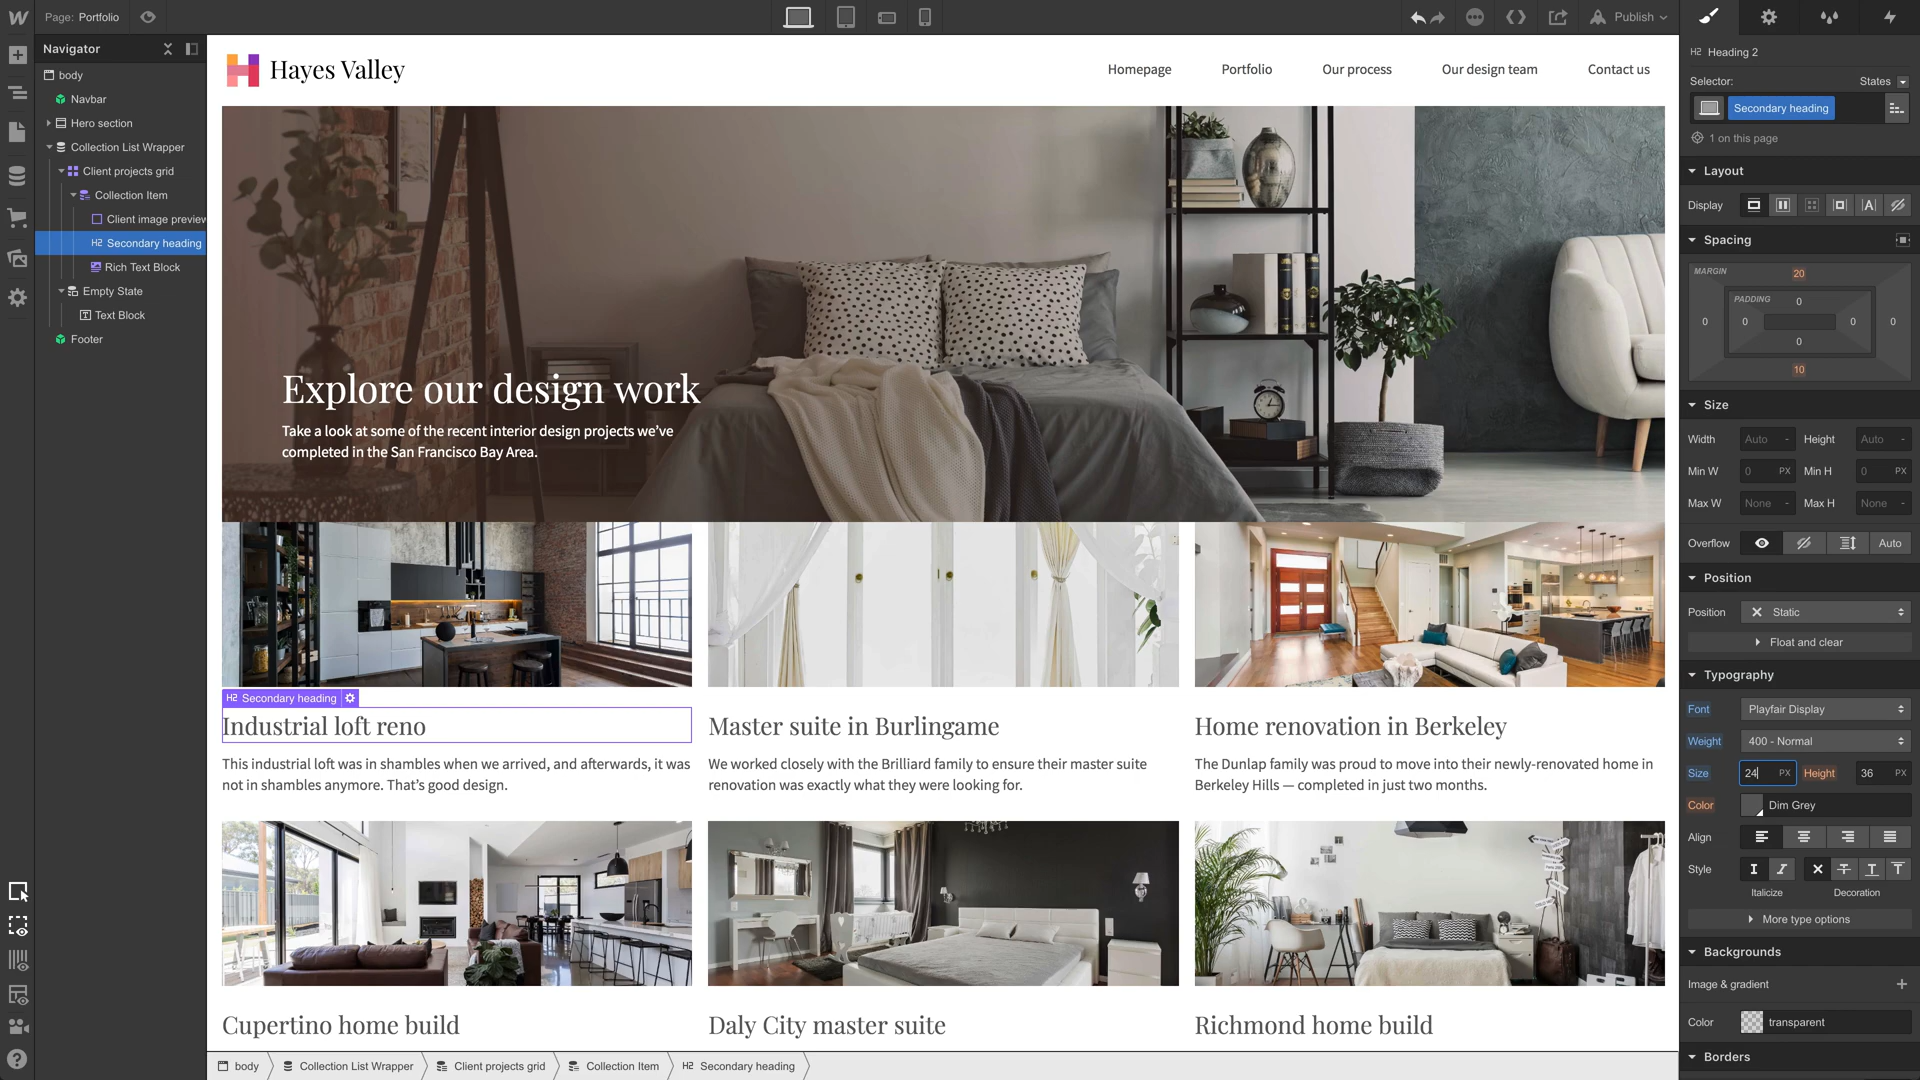 Page: Portfolio
Publish
Navigator
body
Navbar
Hero section
Collection List Wrapper
Client projects grid
Collection Item
Client image preview
H2 Secondary heading
Rich Text Block
Empty State
Text Block
Footer
Hayes Valley
Homepage
Portfolio
Our process
Our design team
Contact us
Explore our design work
Take a look at some of the recent interior design projects we’ve
completed in the San Francisco Bay Area.
H2 Secondary heading
Industrial loft reno
This industrial loft was in shambles when we arrived, and afterwards, it was
not in shambles anymore. That’s good design.
Master suite in Burlingame
We worked closely with the Brilliard family to ensure their master suite
renovation was exactly what they were looking for.
Home renovation in Berkeley
The Dunlap family was proud to move into their newly-renovated home in
Berkeley Hills — completed in just two months.
Cupertino home build
Daly City master suite
Richmond home build
body
Collection List Wrapper
Client projects grid
Collection Item
H2 Secondary heading
H2 Heading 2
Selector:
States
Secondary heading
1 on this page
Layout
Display
Spacing
MARGIN
20
PADDING
0
0
0
0
0
0
10
Size
Width Auto - Height Auto -
Min W 0 PX Min H 0 PX
Max W None - Max H None -
Overflow Auto
Position
Position Static
Float and clear
Typography
Font Playfair Display
Weight 400 - Normal
Size 24 PX Height 36 PX
Color Dim Grey
Align
Style
Italicize Decoration
More type options
Backgrounds
Image & gradient
Color transparent
Borders